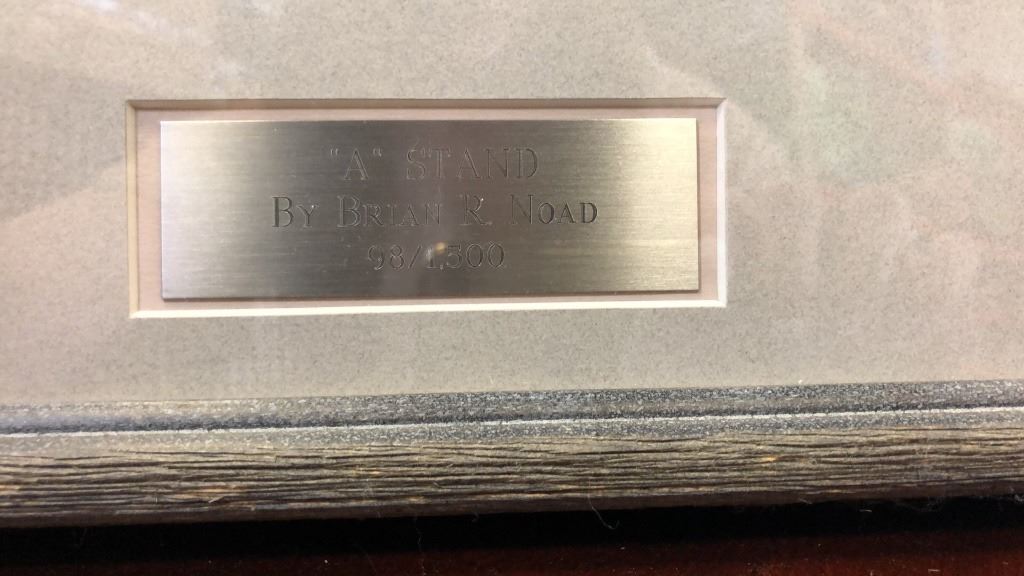 "A" STAND
BY BRIAN R. NOAD
98/1,500